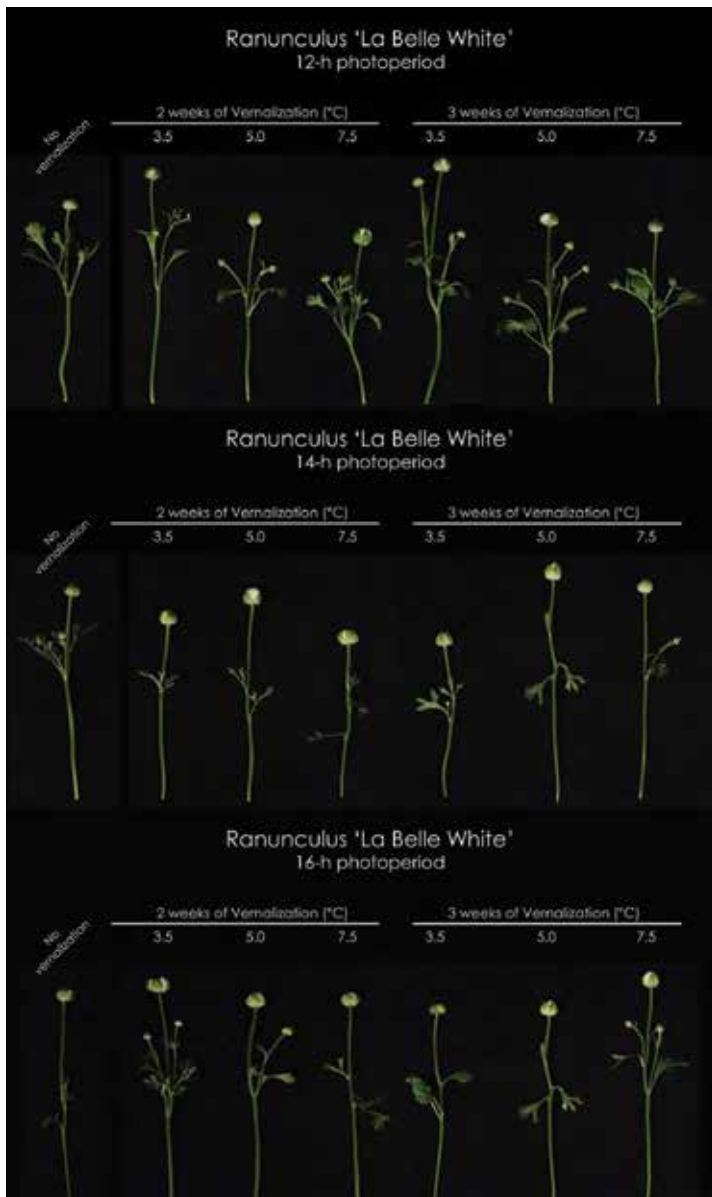 Ranunculus ‘La Belle White’
12-h photoperiod
No vernalization
2 weeks of Vernalization (°C)
3 weeks of Vernalization (°C)
3.5 5.0 7.5 3.5 5.0 7.5
Ranunculus ‘La Belle White’
14-h photoperiod
No vernalization
2 weeks of Vernalization (°C)
3 weeks of Vernalization (°C)
3.5 5.0 7.5 3.5 5.0 7.5
Ranunculus ‘La Belle White’
16-h photoperiod
No vernalization
2 weeks of Vernalization (°C)
3 weeks of Vernalization (°C)
3.5 5.0 7.5 3.5 5.0 7.5